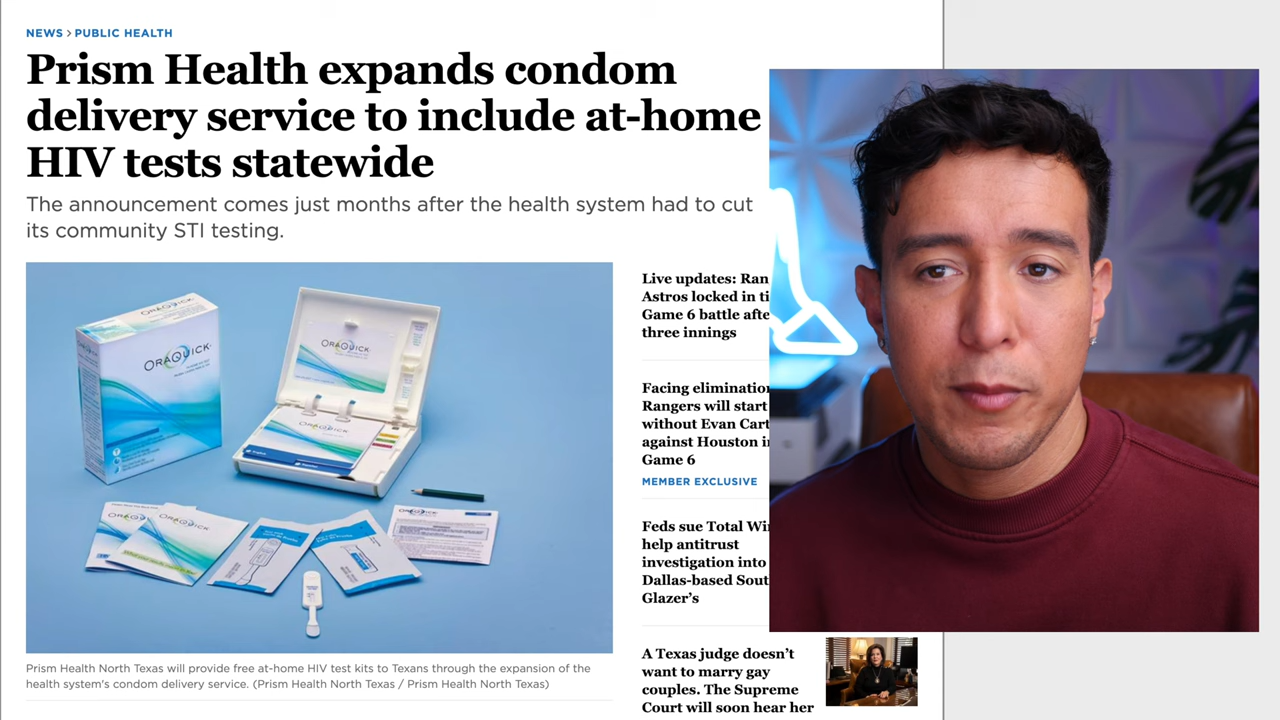 NEWS > PUBLIC HEALTH
Prism Health expands condom
delivery service to include at-home
HIV tests statewide
The announcement comes just months after the health system had to cut
its community STI testing.
ORAQUICK
ORAQUICK
ORAQUICK
ORAQUICK
ORAQUICK
ORAQUICK
Prism Health North Texas will provide free at-home HIV test kits to Texans through the expansion of the
health system's condom delivery service. (Prism Health North Texas / Prism Health North Texas)
Live updates: Ran
Astros locked in ti
Game 6 battle afte
three innings
Facing elimination
Rangers will start
without Evan Cart
against Houston i
Game 6
MEMBER EXCLUSIVE
Feds sue Total Wi
help antitrust
investigation into
Dallas-based Sout
Glazer's
A Texas judge doesn't
want to marry gay
couples. The Supreme
Court will soon hear her